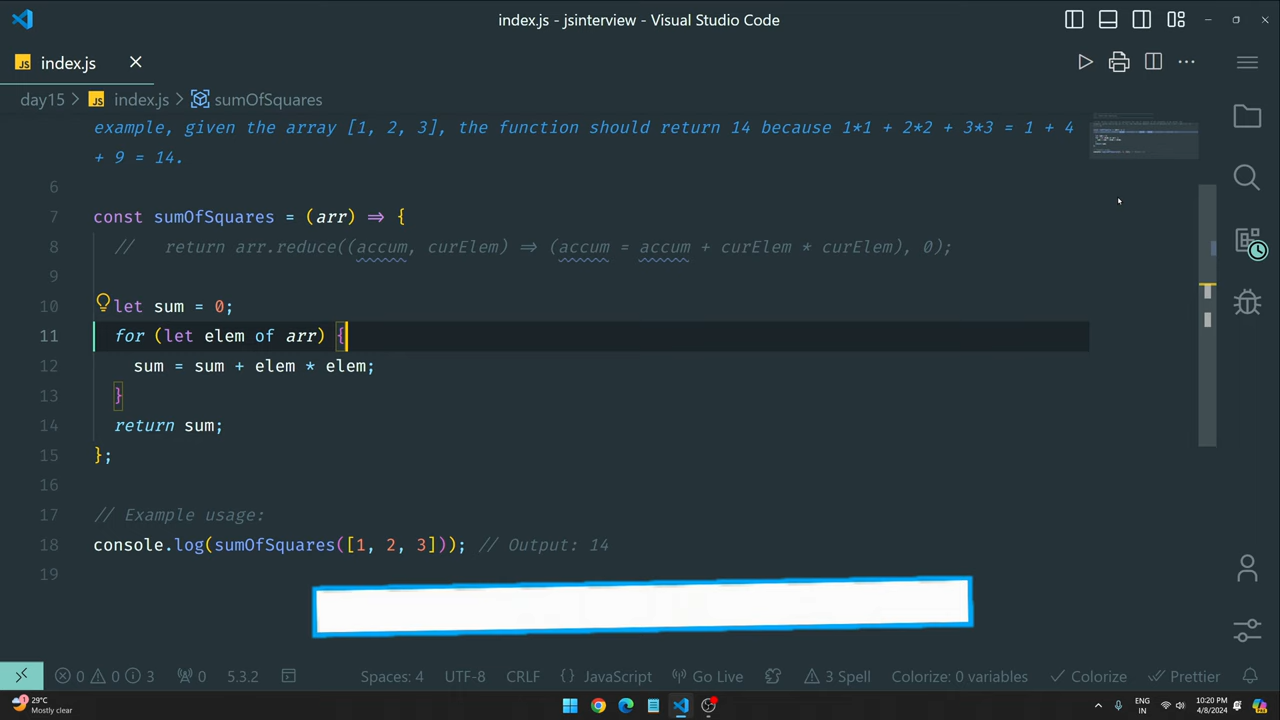 index.js - jsinterview - Visual Studio Code
JS index.js
day15 > JS index.js > sumOfSquares
example, given the array [1, 2, 3], the function should return 14 because 1*1 + 2*2 + 3*3 = 1 + 4
+ 9 = 14.
6
7 const sumOfSquares = (arr) => {
8 //   return arr.reduce((accum, curElem) => (accum = accum + curElem * curElem), 0);
9
10 let sum = 0;
11 for (let elem of arr) {
12 sum = sum + elem * elem;
13 }
14 return sum;
15 };
16
17 // Example usage:
18 console.log(sumOfSquares([1, 2, 3])); // Output: 14
19
0 0 3 0 5.3.2 Spaces: 4 UTF-8 CRLF {} JavaScript Go Live 3 Spell Colorize: 0 variables Colorize Prettier
1 29°C
Mostly clear
ENG
IN
10:20 PM
4/8/2024